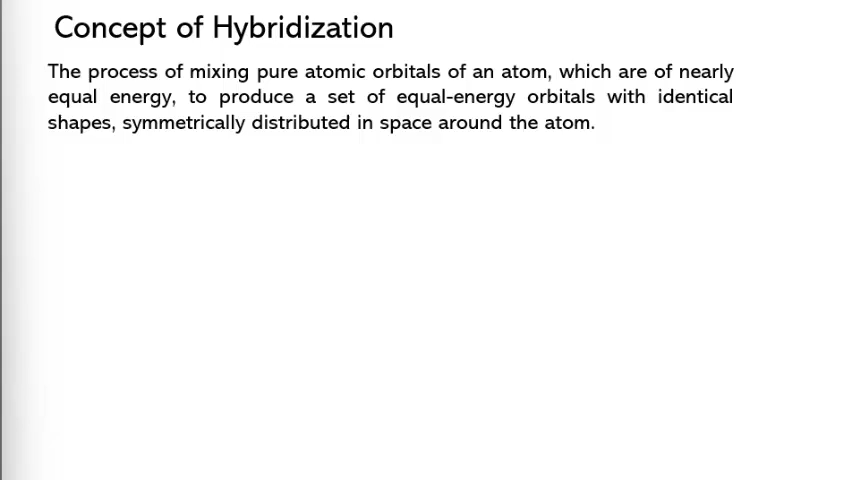 Concept of Hybridization
The process of mixing pure atomic orbitals of an atom, which are of nearly
equal energy, to produce a set of equal-energy orbitals with identical
shapes, symmetrically distributed in space around the atom.